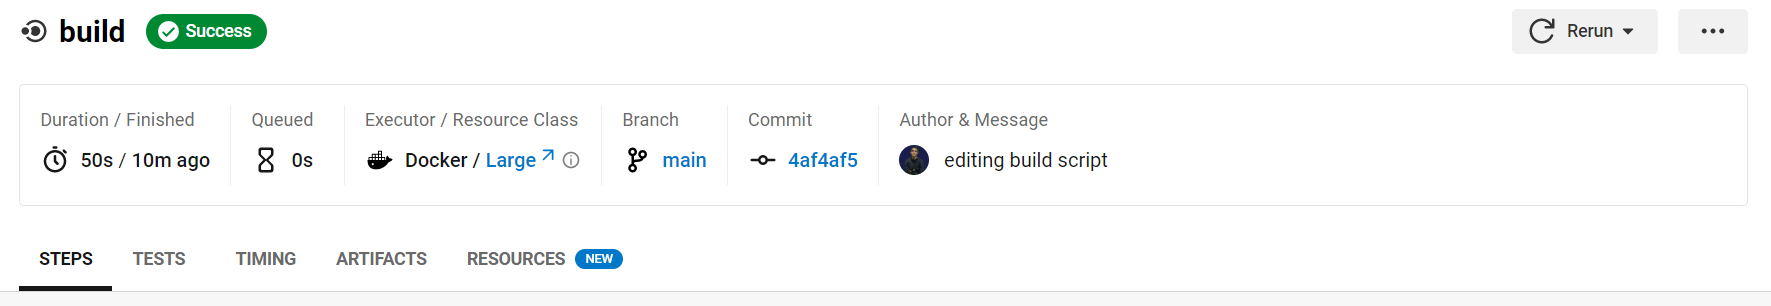 build Success Rerun
Duration / Finished Queued Executor / Resource Class Branch Commit Author & Message
50s / 10m ago 0s Docker / Large main 4af4af5 editing build script
STEPS TESTS TIMING ARTIFACTS RESOURCES NEW